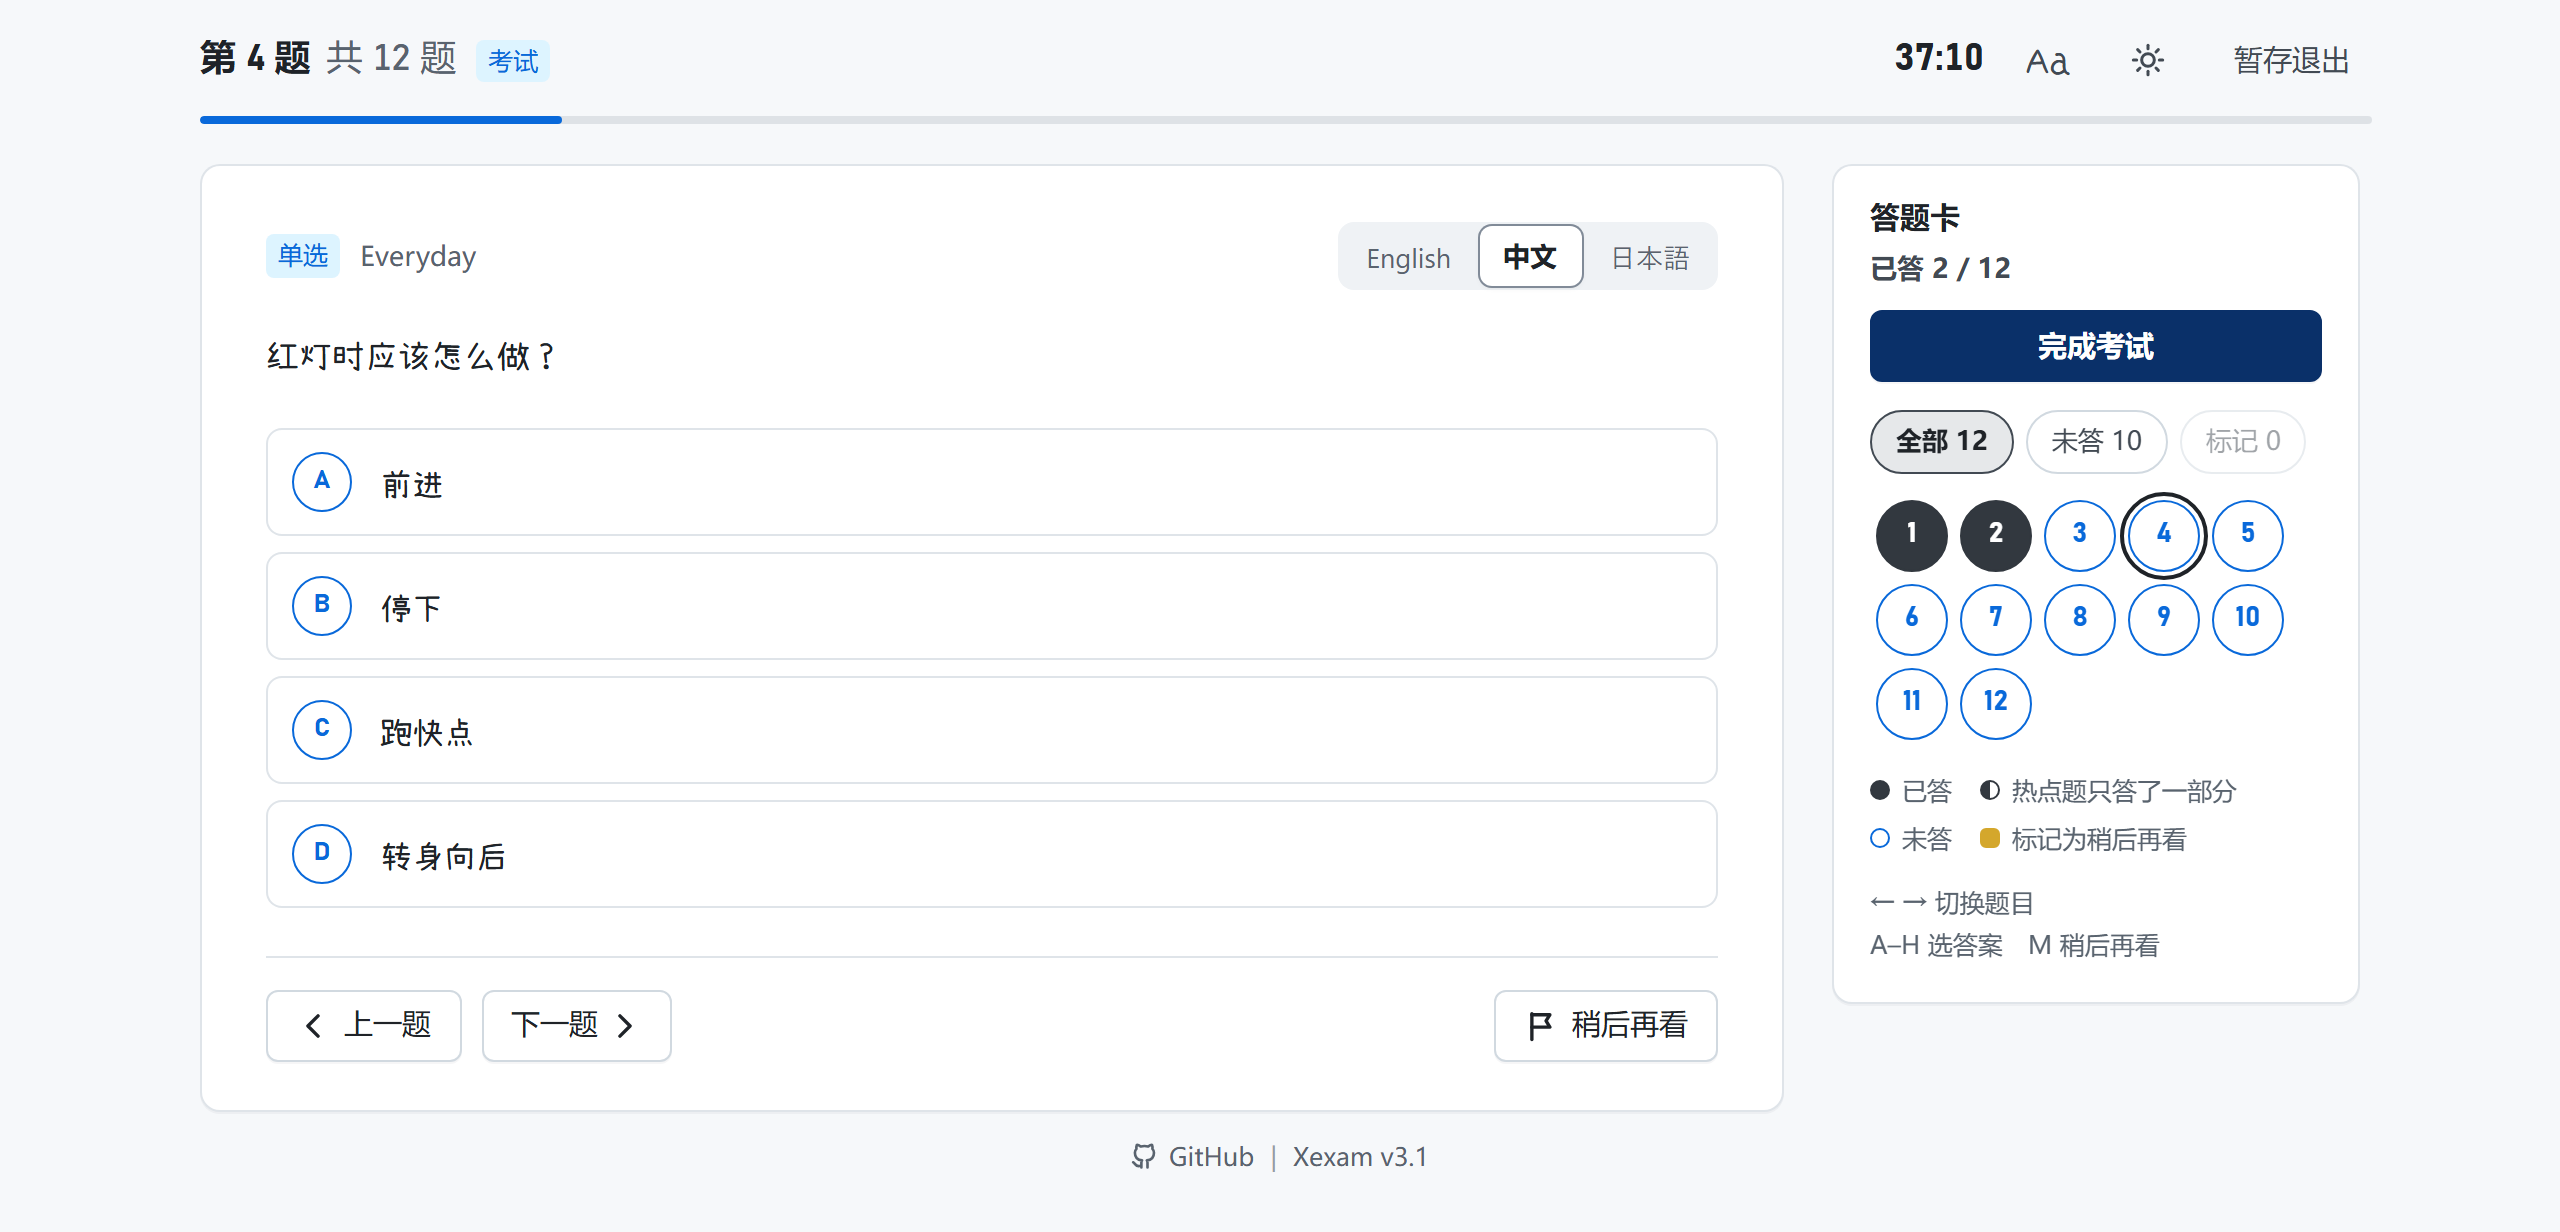 第 4 题 共 12 题 考试
37:10 Aa 暂存退出
单选 Everyday
English 中文 日本語
红灯时应该怎么做？
A 前进
B 停下
C 跑快点
D 转身向后
上一题 下一题 稍后再看
答题卡
已答 2 / 12
完成考试
全部 12 未答 10 标记 0
1 2 3 4 5
6 7 8 9 10
11 12
已答 热点题只答了一部分
未答 标记为稍后再看
← → 切换题目
A–H 选答案 M 稍后再看
GitHub | Xexam v3.1